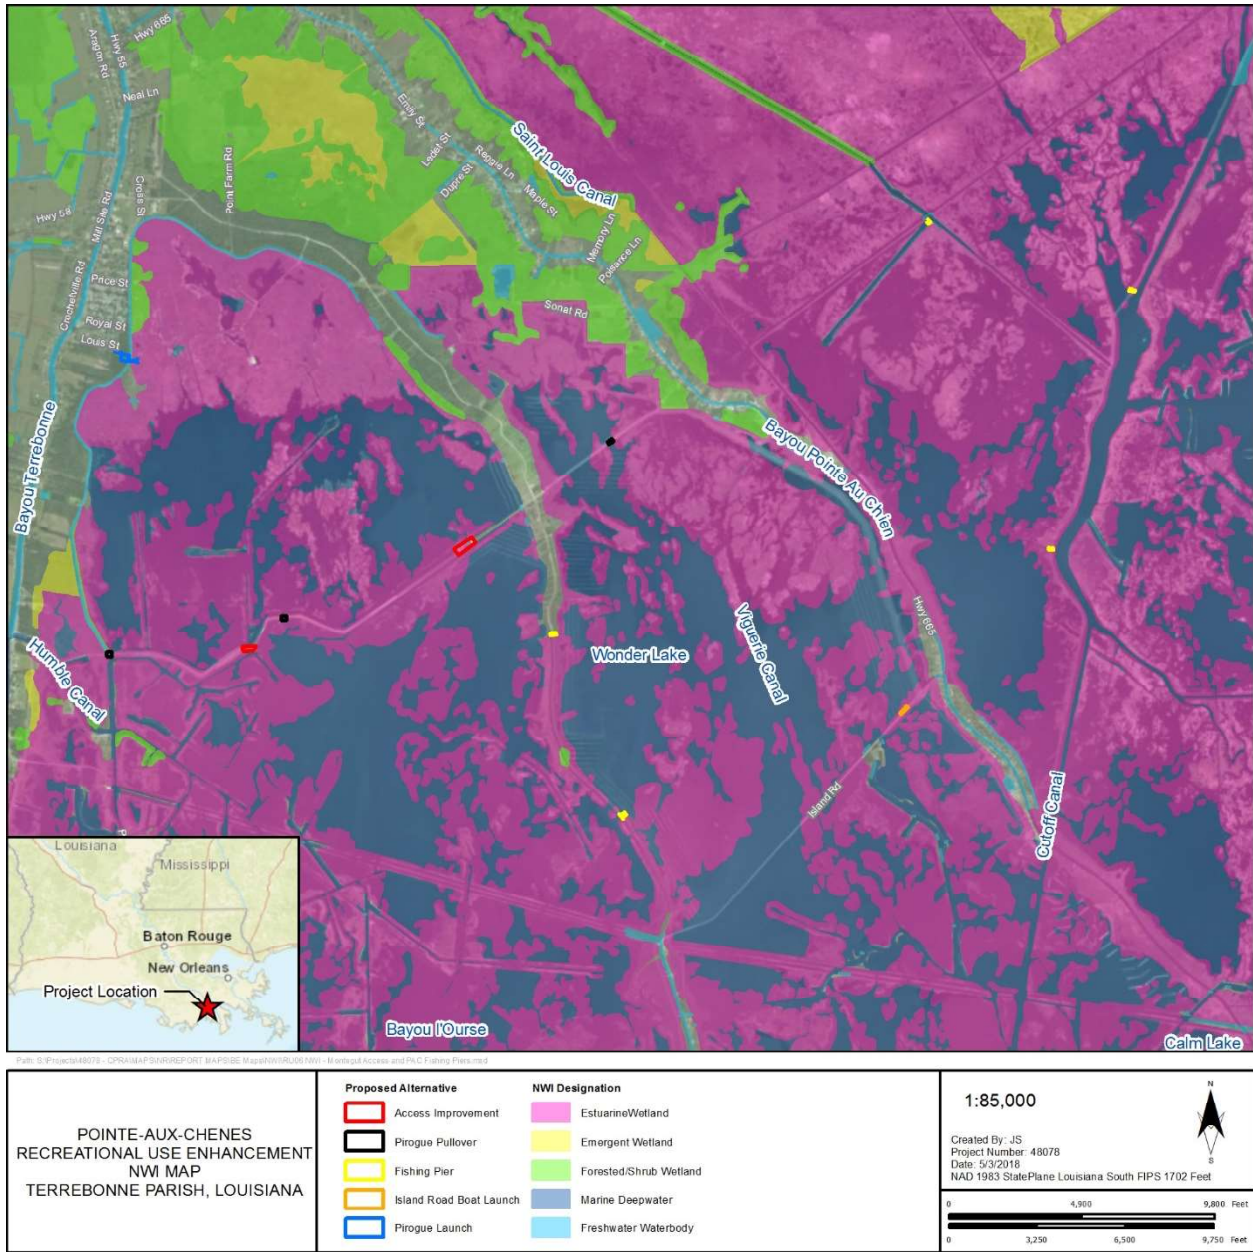 Hwy 665
Hwy 55
Aragon Rd
Neal Ln
Emily St
Ledet St
Reggie Ln
Saint Louis Canal
Point Farm Rd
Dupre St
Maple St
Cross St
Hwy 58
Mill Site Rd
Memory Ln
Poissance Ln
Crochetville Rd
Price St
Sonat Rd
Royal St
Louis St
Bayou Terrebonne
Bayou Pointe Au Chien
Hwy 665
Viguerie Canal
Wonder Lake
Humble Canal
Island Rd
Cutoff Canal
Louisiana
Mississippi
Baton Rouge
New Orleans
Project Location
Bayou l'Ourse
Calm Lake
POINTE-AUX-CHENES
RECREATIONAL USE ENHANCEMENT
NWI MAP
TERREBONNE PARISH, LOUISIANA
Proposed Alternative
Access Improvement
Pirogue Pullover
Fishing Pier
Island Road Boat Launch
Pirogue Launch
NWI Designation
EstuarineWetland
Emergent Wetland
Forested/Shrub Wetland
Marine Deepwater
Freshwater Waterbody
1:85,000
N
S
Created By: JS
Project Number: 48078
Date: 5/3/2018
NAD 1983 StatePlane Louisiana South FIPS 1702 Feet
0 4,900 9,800 Feet
0 3,250 6,500 9,750 Feet